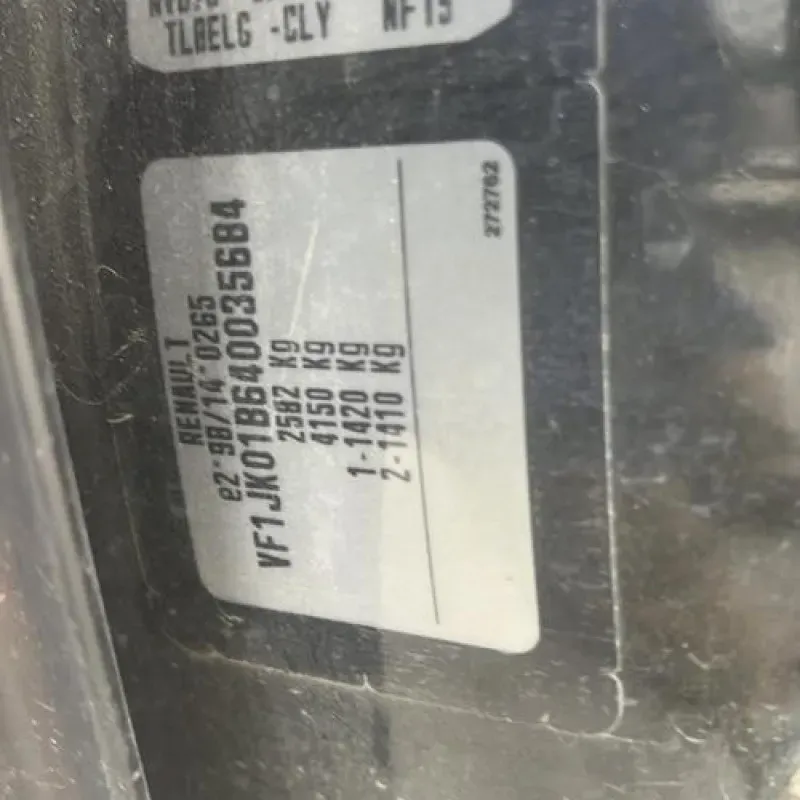 TLBELG -CLY NF15
RENAULT
e2*98/14*0265
VF1JK01B640035684
2582 Kg
4150 Kg
1-1420 Kg
2-1410 Kg
272762